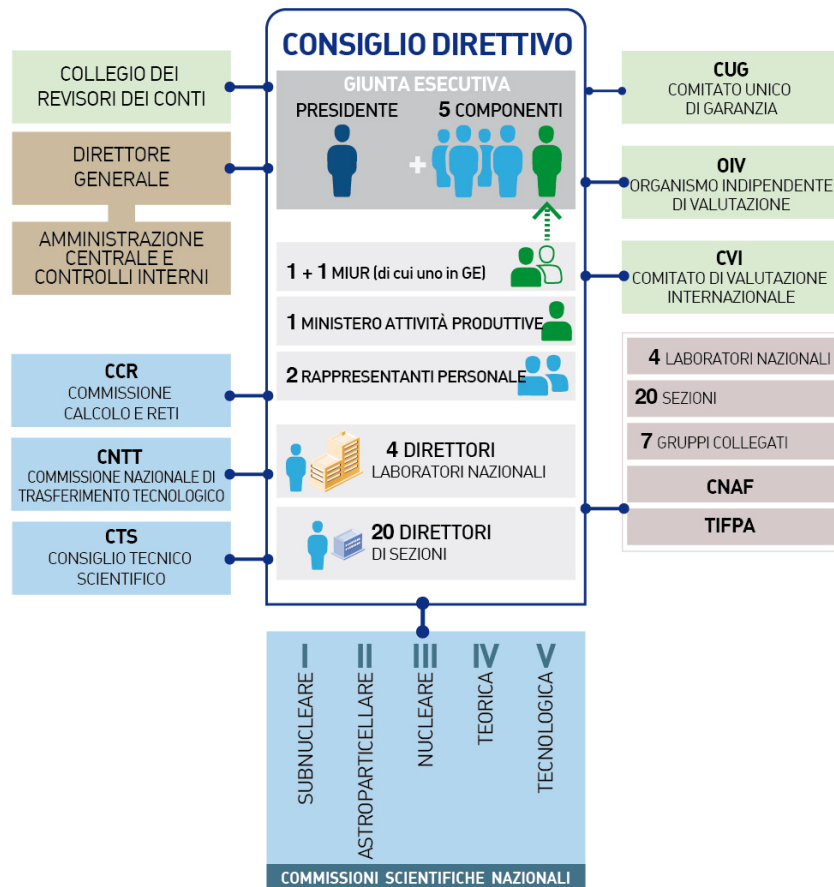 CONSIGLIO DIRETTIVO
GIUNTA ESECUTIVA
PRESIDENTE
5 COMPONENTI
+
1 + 1 MIUR (di cui uno in GE)
1 MINISTERO ATTIVITÀ PRODUTTIVE
2 RAPPRESENTANTI PERSONALE
4 DIRETTORI
LABORATORI NAZIONALI
20 DIRETTORI
DI SEZIONI
COLLEGIO DEI
REVISORI DEI CONTI
DIRETTORE
GENERALE
AMMINISTRAZIONE
CENTRALE E
CONTROLLI INTERNI
CCR
COMMISSIONE
CALCOLO E RETI
CNTT
COMMISSIONE NAZIONALE DI
TRASFERIMENTO TECNOLOGICO
CTS
CONSIGLIO TECNICO
SCIENTIFICO
CUG
COMITATO UNICO
DI GARANZIA
OIV
ORGANISMO INDIPENDENTE
DI VALUTAZIONE
CVI
COMITATO DI VALUTAZIONE
INTERNAZIONALE
4 LABORATORI NAZIONALI
20 SEZIONI
7 GRUPPI COLLEGATI
CNAF
TIFPA
I
SUBNUCLEARE
II
ASTROPARTICELLARE
III
NUCLEARE
IV
TEORICA
V
TECNOLOGICA
COMMISSIONI SCIENTIFICHE NAZIONALI